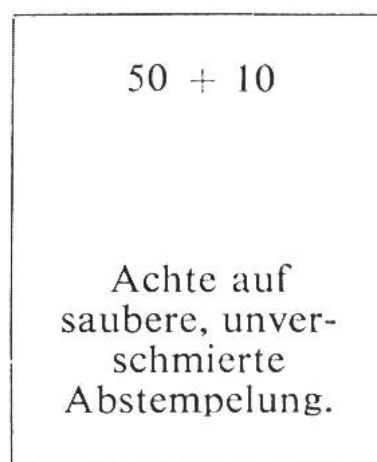 50 + 10
Achte auf
saubere, unver-
schmierte
Abstempelung.